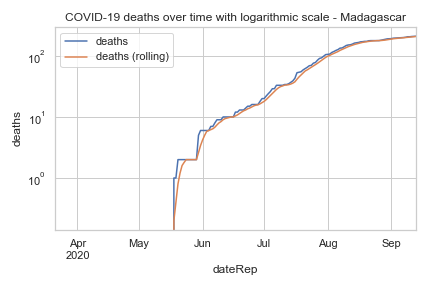 COVID-19 deaths over time with logarithmic scale - Madagascar
deaths
deaths (rolling)
10²
10¹
10⁰
deaths
Apr May Jun Jul Aug Sep
2020
dateRep